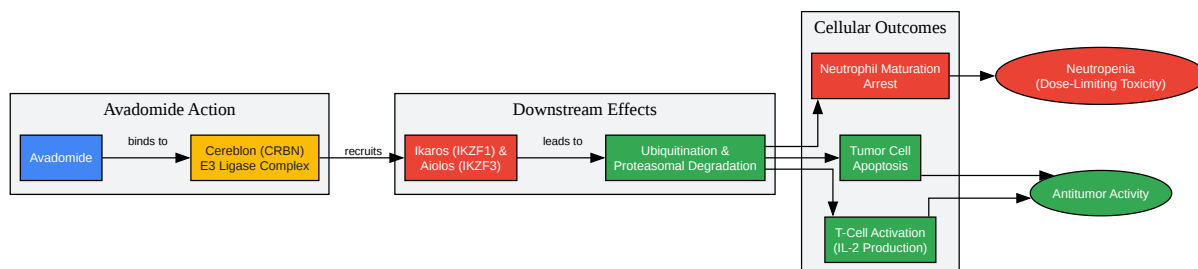 Cellular Outcomes
Neutrophil Maturation
Arrest
Neutropenia
(Dose-Limiting Toxicity)
Avadomide Action
Downstream Effects
Avadomide
binds to
Cereblon (CRBN)
E3 Ligase Complex
recruits
Ikaros (IKZF1) &
Aiolos (IKZF3)
leads to
Ubiquitination &
Proteasomal Degradation
Tumor Cell
Apoptosis
Antitumor Activity
T-Cell Activation
(IL-2 Production)